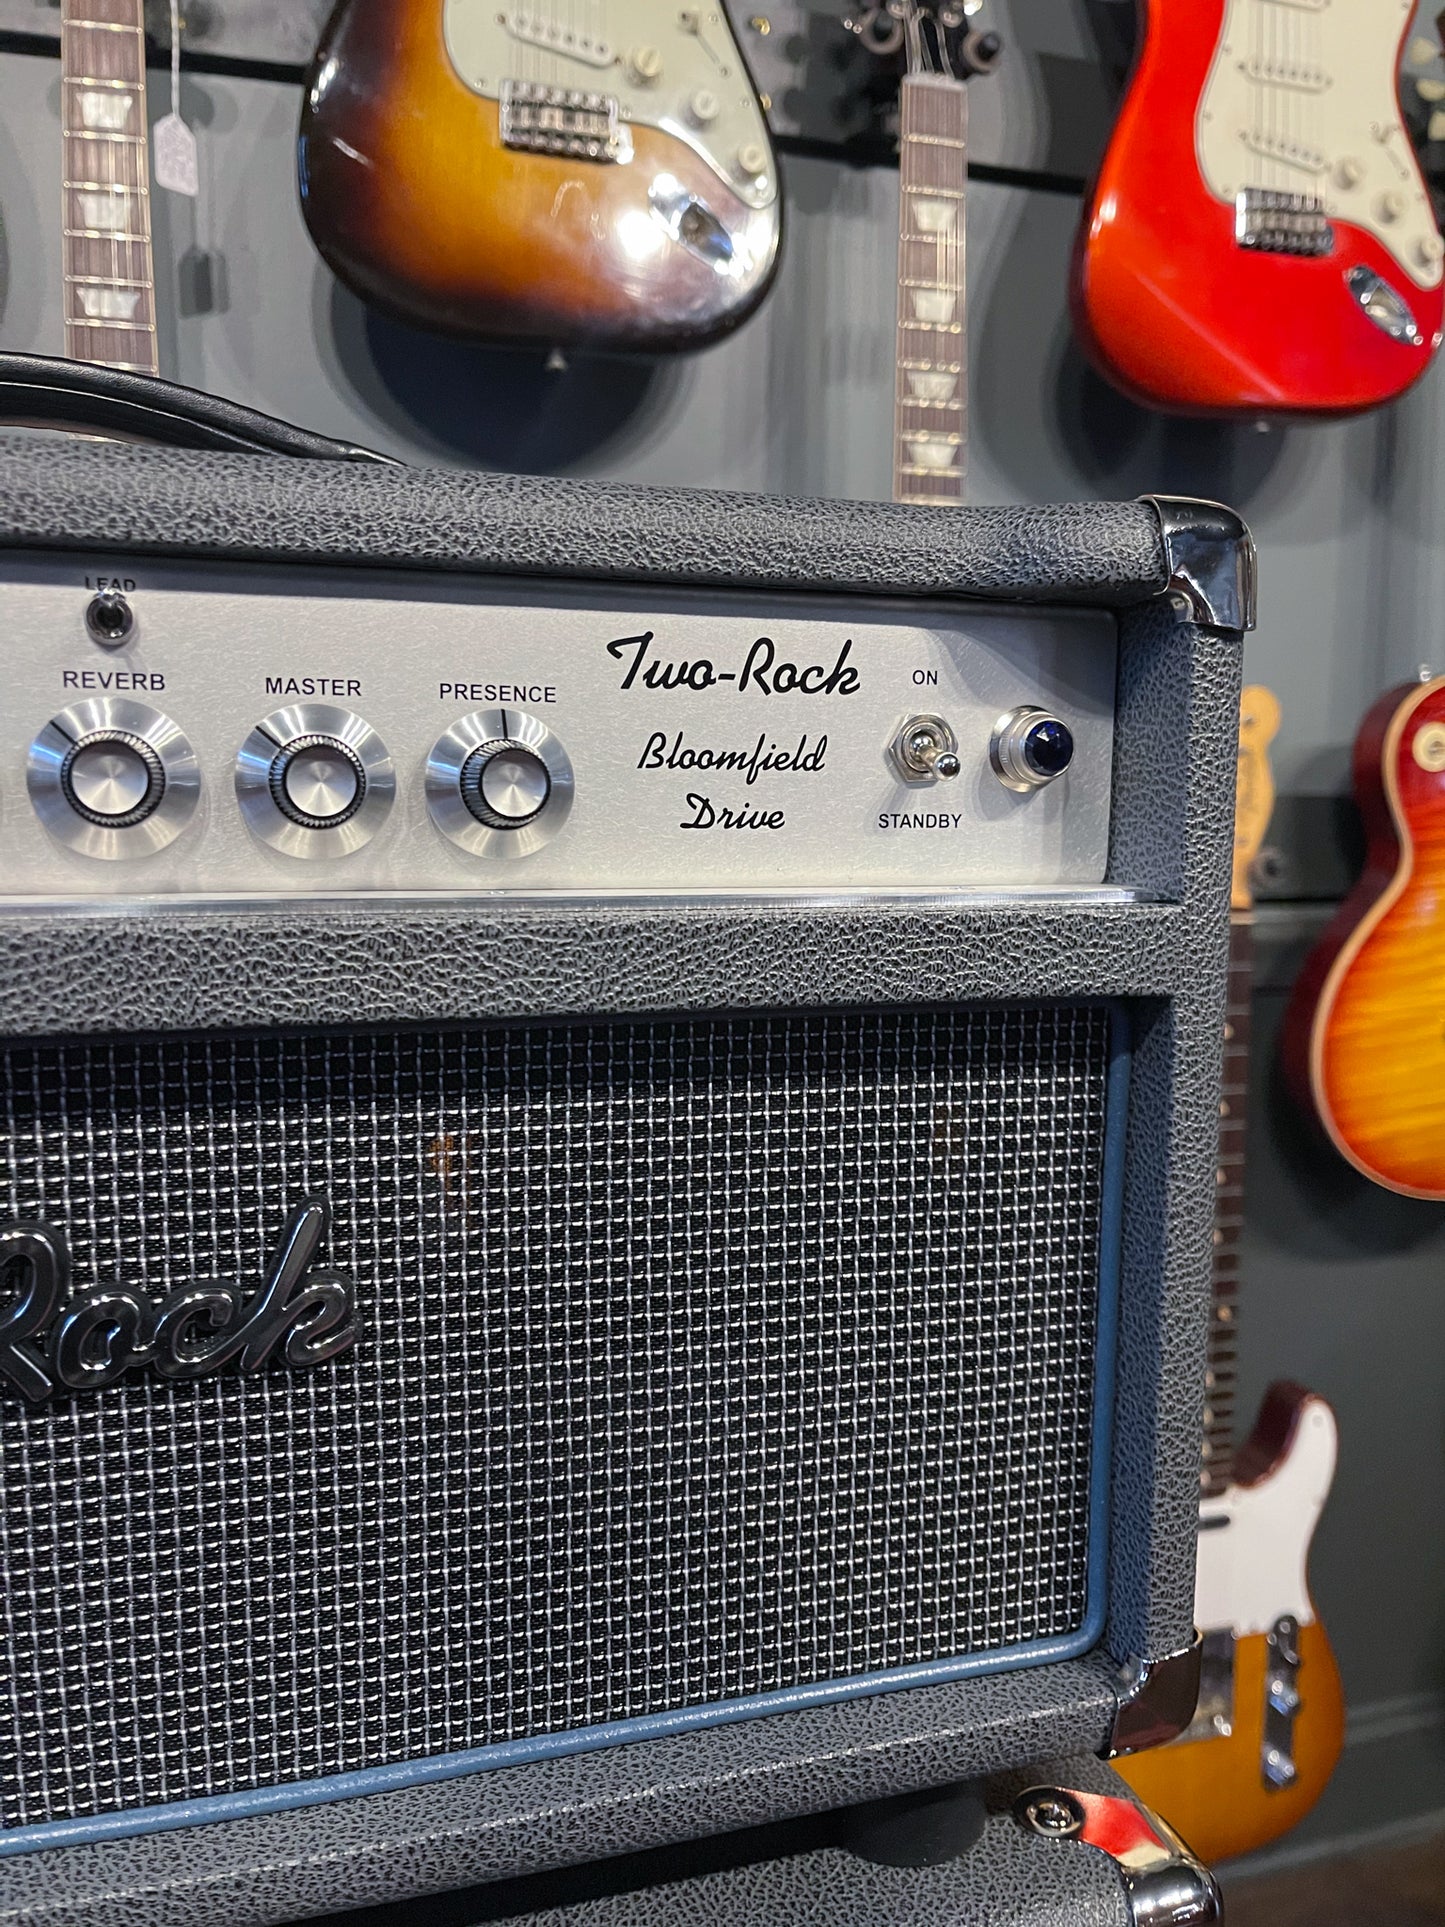 LEAD
REVERB
MASTER
PRESENCE
Two-Rock
Bloomfield
Drive
ON
STANDBY
Rock